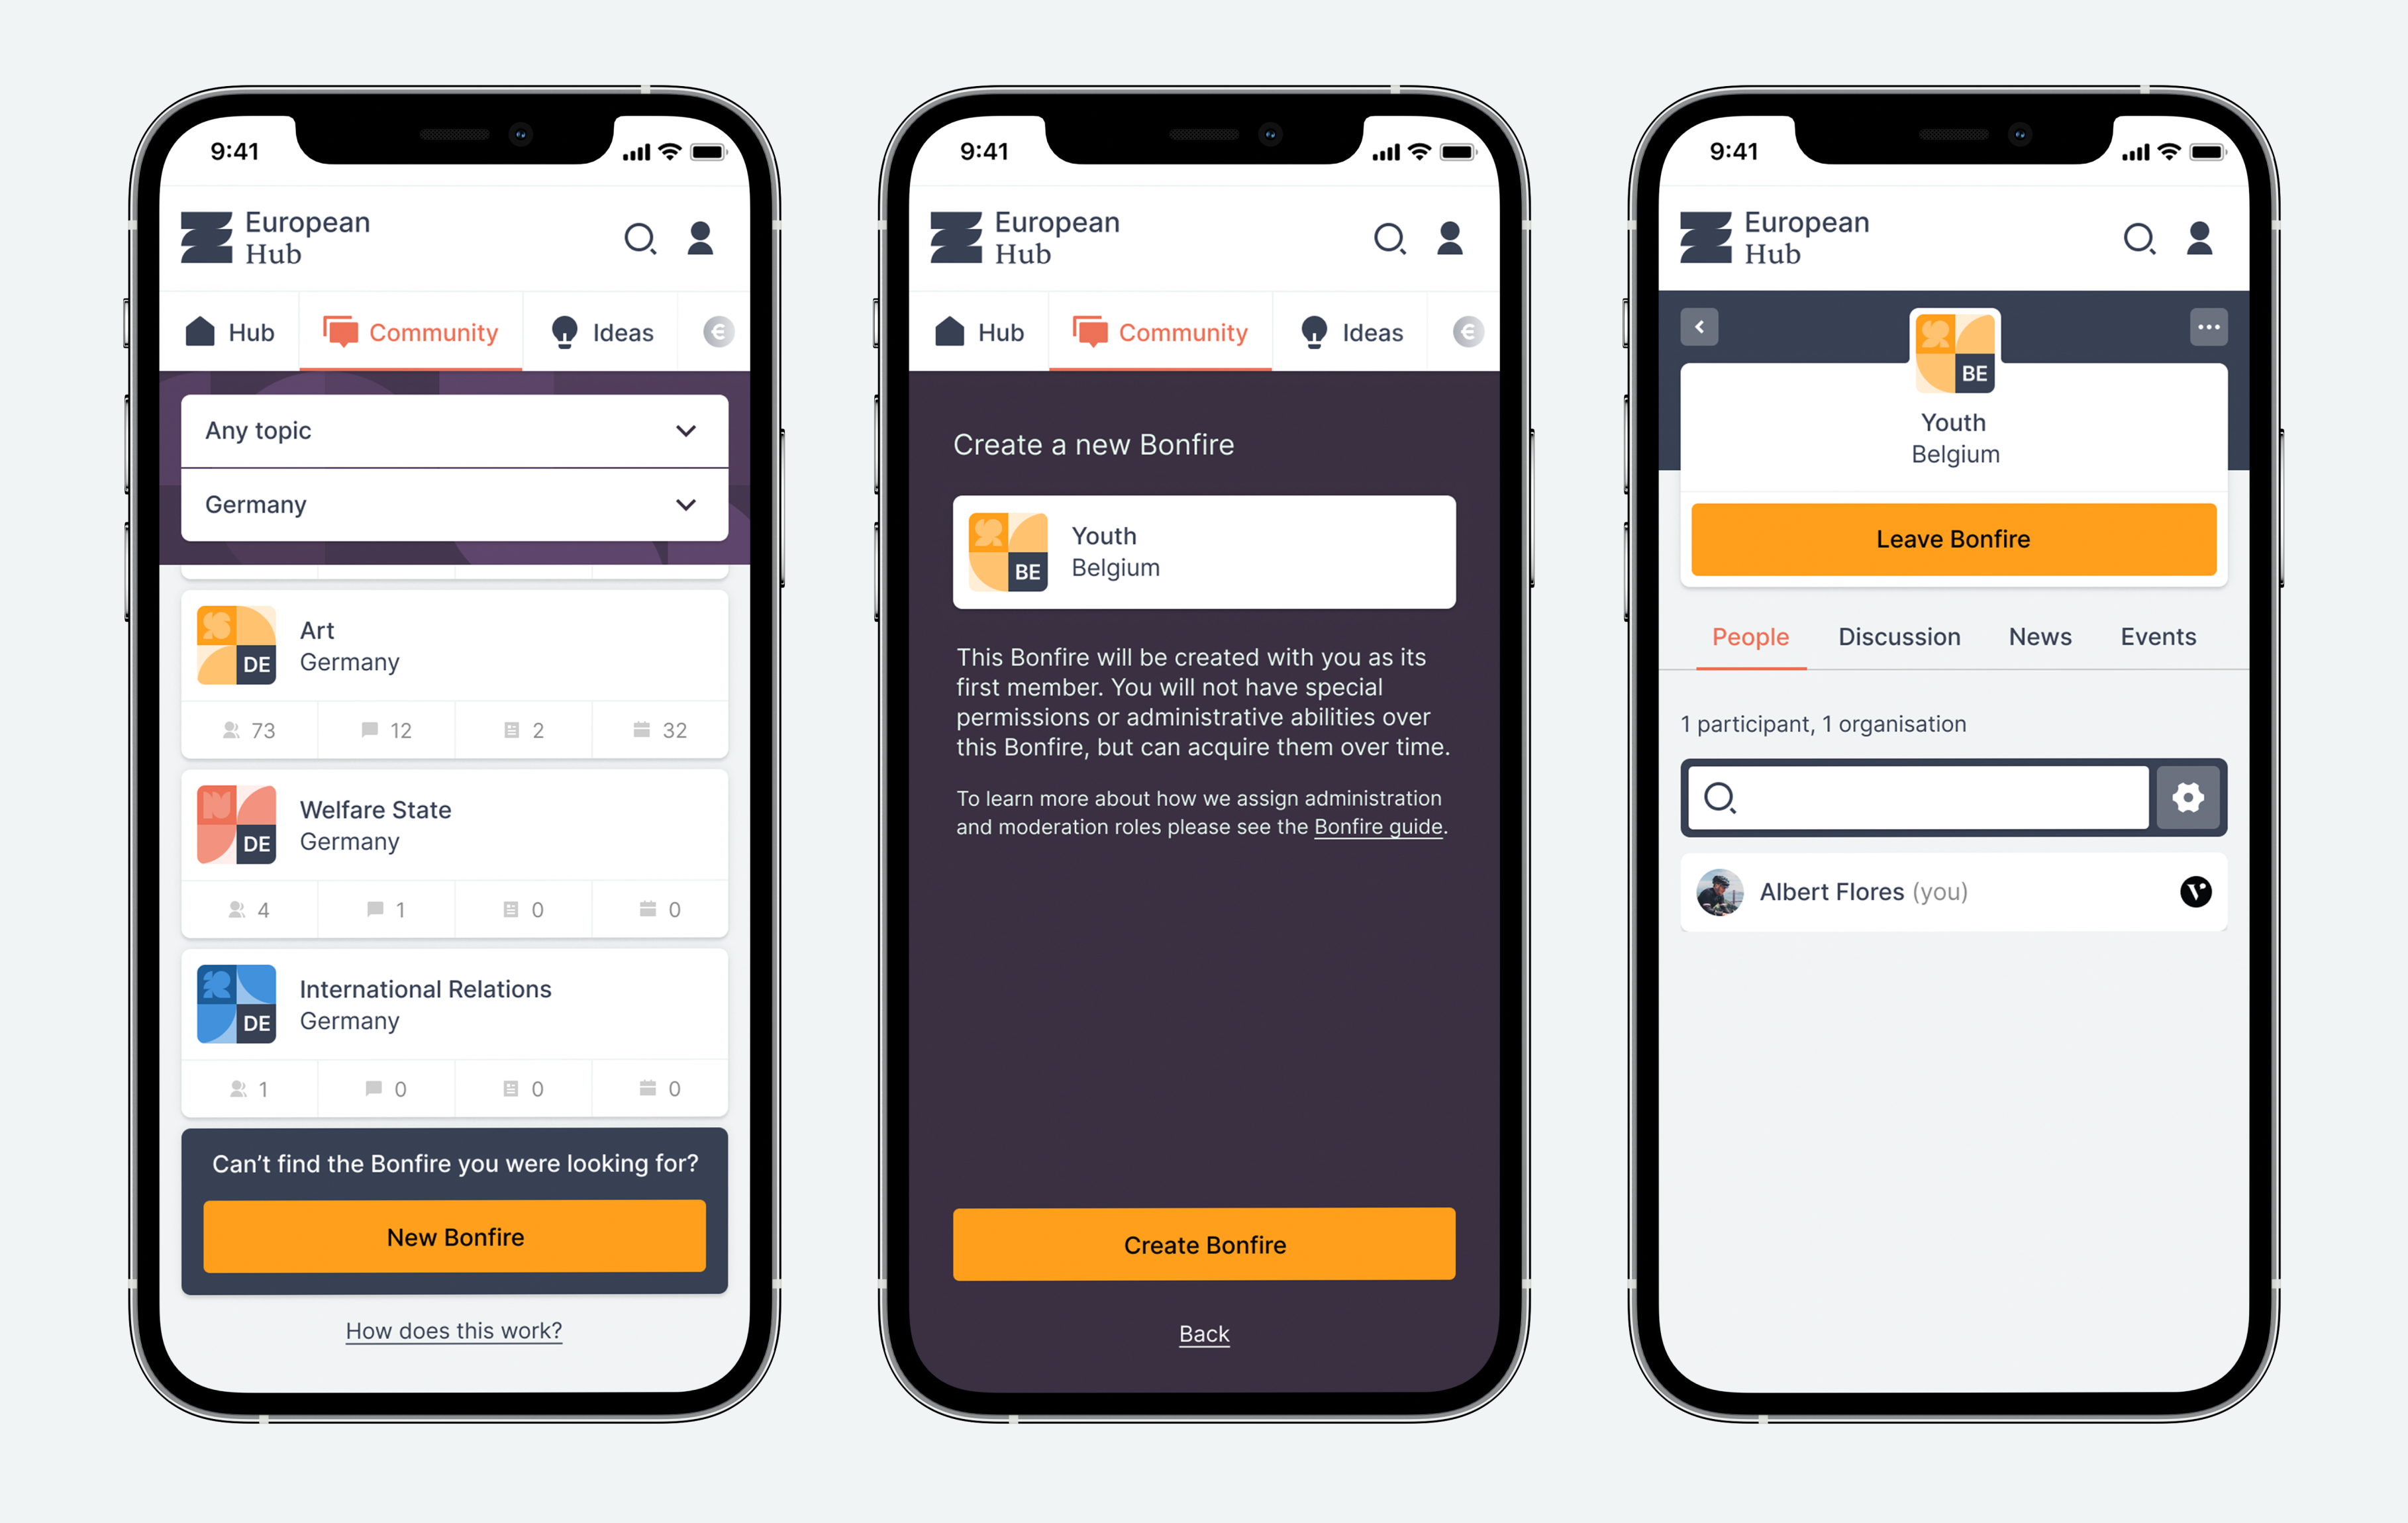 9:41
European
Hub
Hub
Community
Ideas
€
Any topic
Germany
DE
Art
Germany
73
12
2
32
DE
Welfare State
Germany
4
1
0
0
DE
International Relations
Germany
1
0
0
0
Can’t find the Bonfire you were looking for?
New Bonfire
How does this work?
9:41
European
Hub
Hub
Community
Ideas
€
Create a new Bonfire
BE
Youth
Belgium
This Bonfire will be created with you as its
first member. You will not have special
permissions or administrative abilities over
this Bonfire, but can acquire them over time.
To learn more about how we assign administration
and moderation roles please see the Bonfire guide.
Create Bonfire
Back
9:41
European
Hub
BE
Youth
Belgium
Leave Bonfire
People
Discussion
News
Events
1 participant, 1 organisation
Albert Flores (you)
V